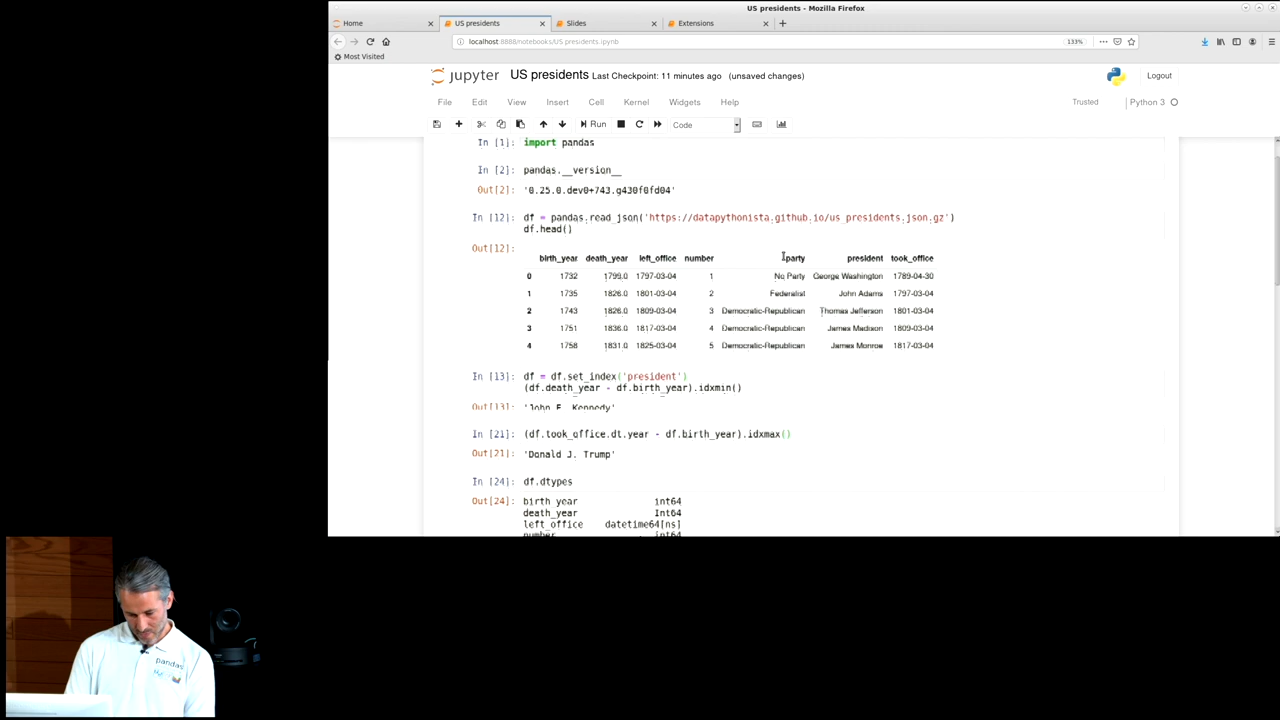 US presidents - Mozilla Firefox
Home
US presidents
Slides
Extensions
localhost:8888/notebooks/US presidents.ipynb
133%
Most Visited
jupyter US presidents Last Checkpoint: 11 minutes ago (unsaved changes)
Logout
File Edit View Insert Cell Kernel Widgets Help
Trusted
Python 3
Run
Code
In [1]: import pandas
In [2]: pandas.__version__
Out[2]: '0.25.0.dev0+743.g430f0fd04'
In [12]: df = pandas.read_json('https://datapythonista.github.io/us_presidents.json.gz')
df.head()
Out[12]:
birth_year death_year left_office number party president took_office
0 1732 1799.0 1797-03-04 1 No Party George Washington 1789-04-30
1 1735 1826.0 1801-03-04 2 Federalist John Adams 1797-03-04
2 1743 1826.0 1809-03-04 3 Democratic-Republican Thomas Jefferson 1801-03-04
3 1751 1836.0 1817-03-04 4 Democratic-Republican James Madison 1809-03-04
4 1758 1831.0 1825-03-04 5 Democratic-Republican James Monroe 1817-03-04
In [13]: df = df.set_index('president')
(df.death_year - df.birth_year).idxmin()
Out[13]: 'John F. Kennedy'
In [21]: (df.took_office.dt.year - df.birth_year).idxmax()
Out[21]: 'Donald J. Trump'
In [24]: df.dtypes
Out[24]: birth_year int64
death_year Int64
left_office datetime64[ns]
number int64
pandas